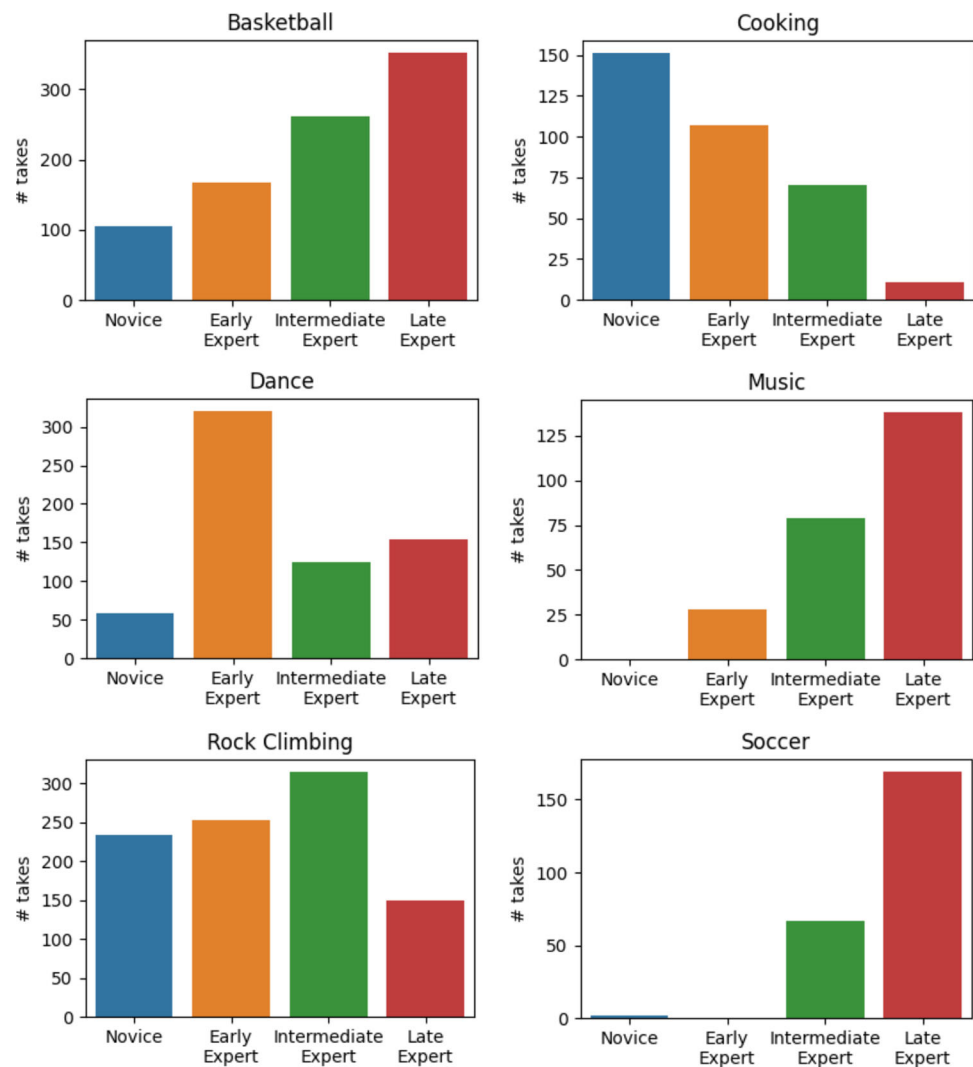 Basketball
# takes
300
200
100
0
Novice
Early
Expert
Intermediate
Expert
Late
Expert
Cooking
# takes
150
125
100
75
50
25
0
Novice
Early
Expert
Intermediate
Expert
Late
Expert
Dance
# takes
300
250
200
150
100
50
0
Novice
Early
Expert
Intermediate
Expert
Late
Expert
Music
# takes
125
100
75
50
25
0
Novice
Early
Expert
Intermediate
Expert
Late
Expert
Rock Climbing
# takes
300
250
200
150
100
50
0
Novice
Early
Expert
Intermediate
Expert
Late
Expert
Soccer
# takes
150
100
50
0
Novice
Early
Expert
Intermediate
Expert
Late
Expert